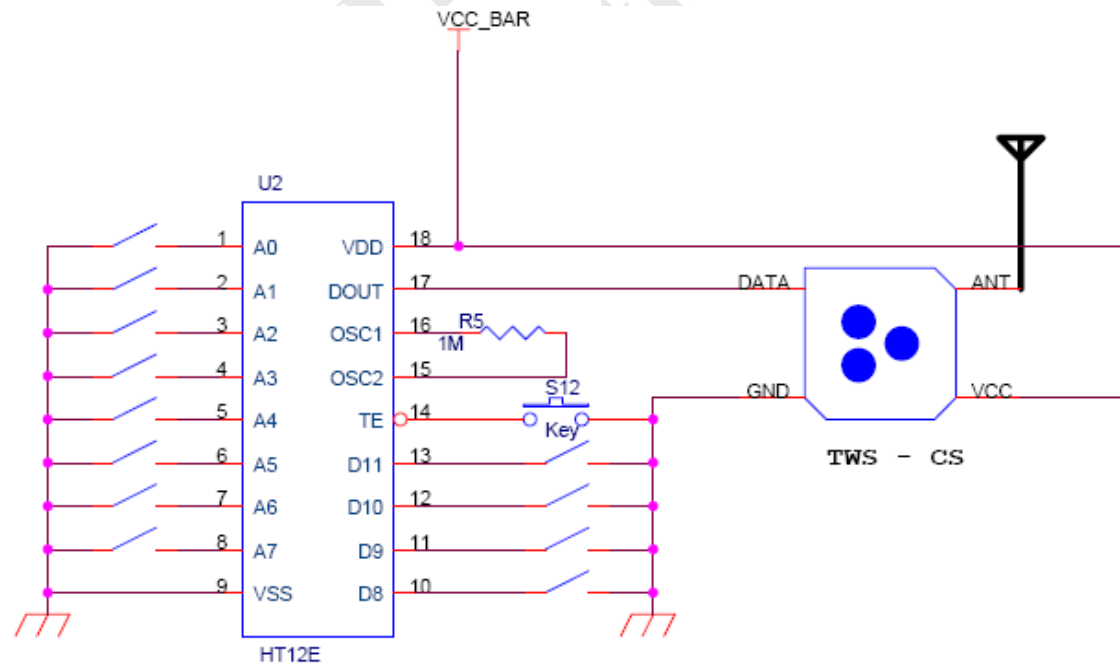 VCC_BAR
U2
1 A0 VDD 18
2 A1 DOUT 17 DATA ANT
3 A2 OSC1 16 R5
1M
4 A3 OSC2 15 S12
5 A4 TE 14 Key GND VCC
6 A5 D11 13 TWS - CS
7 A6 D10 12
8 A7 D9 11
9 VSS D8 10
HT12E